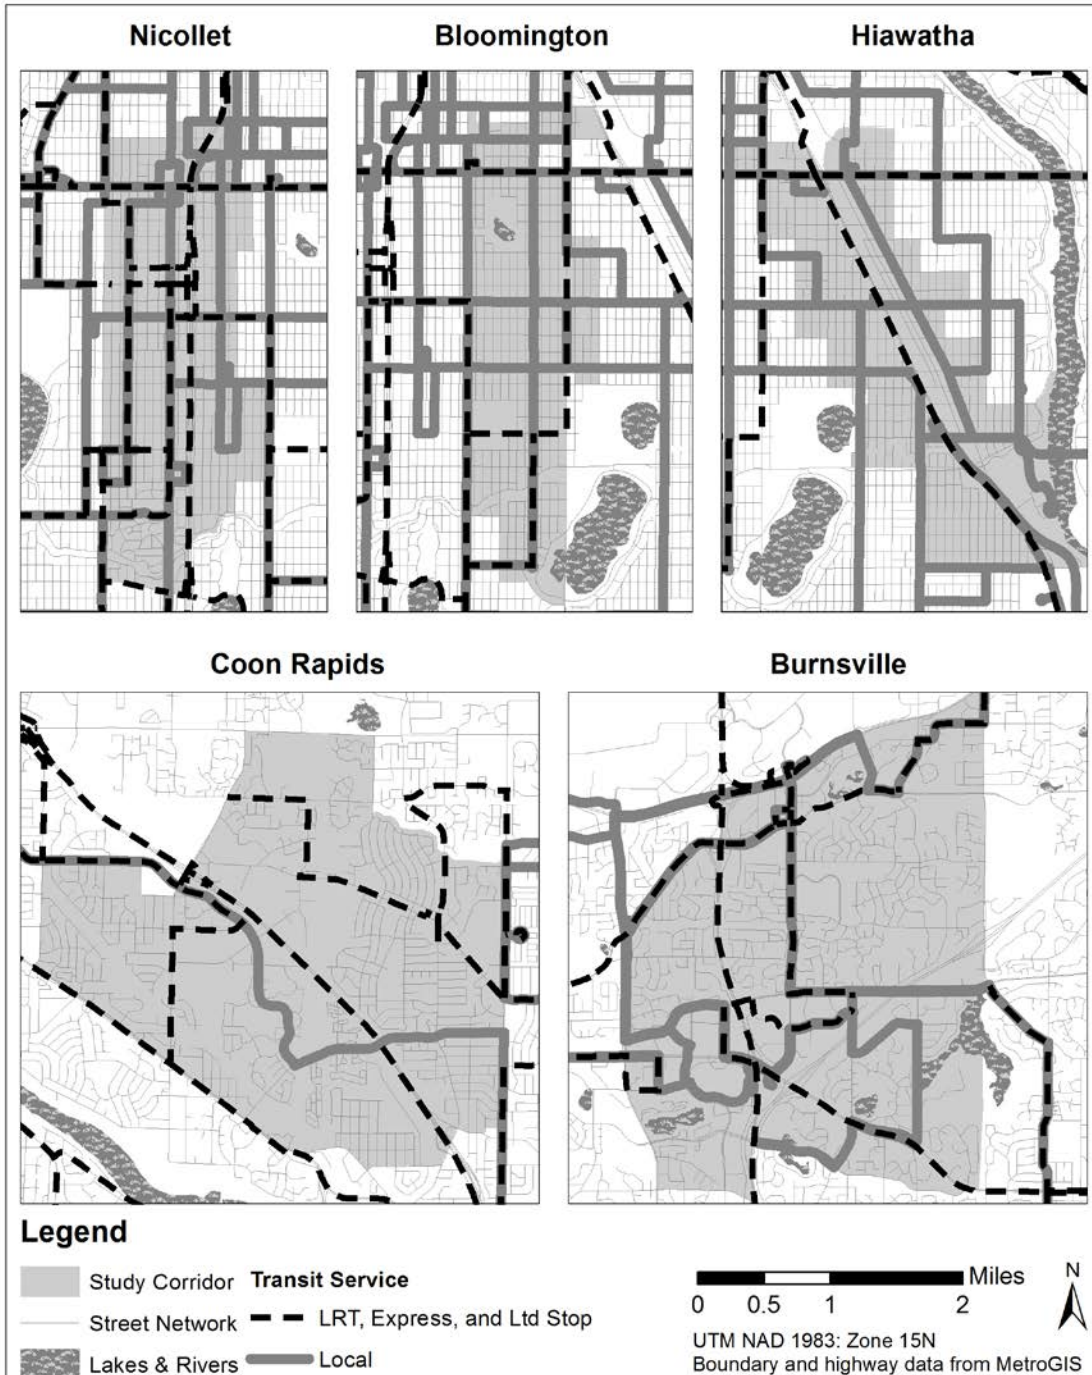 Nicollet
Bloomington
Hiawatha
Coon Rapids
Burnsville
Legend
Study Corridor
Street Network
Lakes & Rivers
Transit Service
LRT, Express, and Ltd Stop
Local
Miles
0 0.5 1 2
N
UTM NAD 1983: Zone 15N
Boundary and highway data from MetroGIS